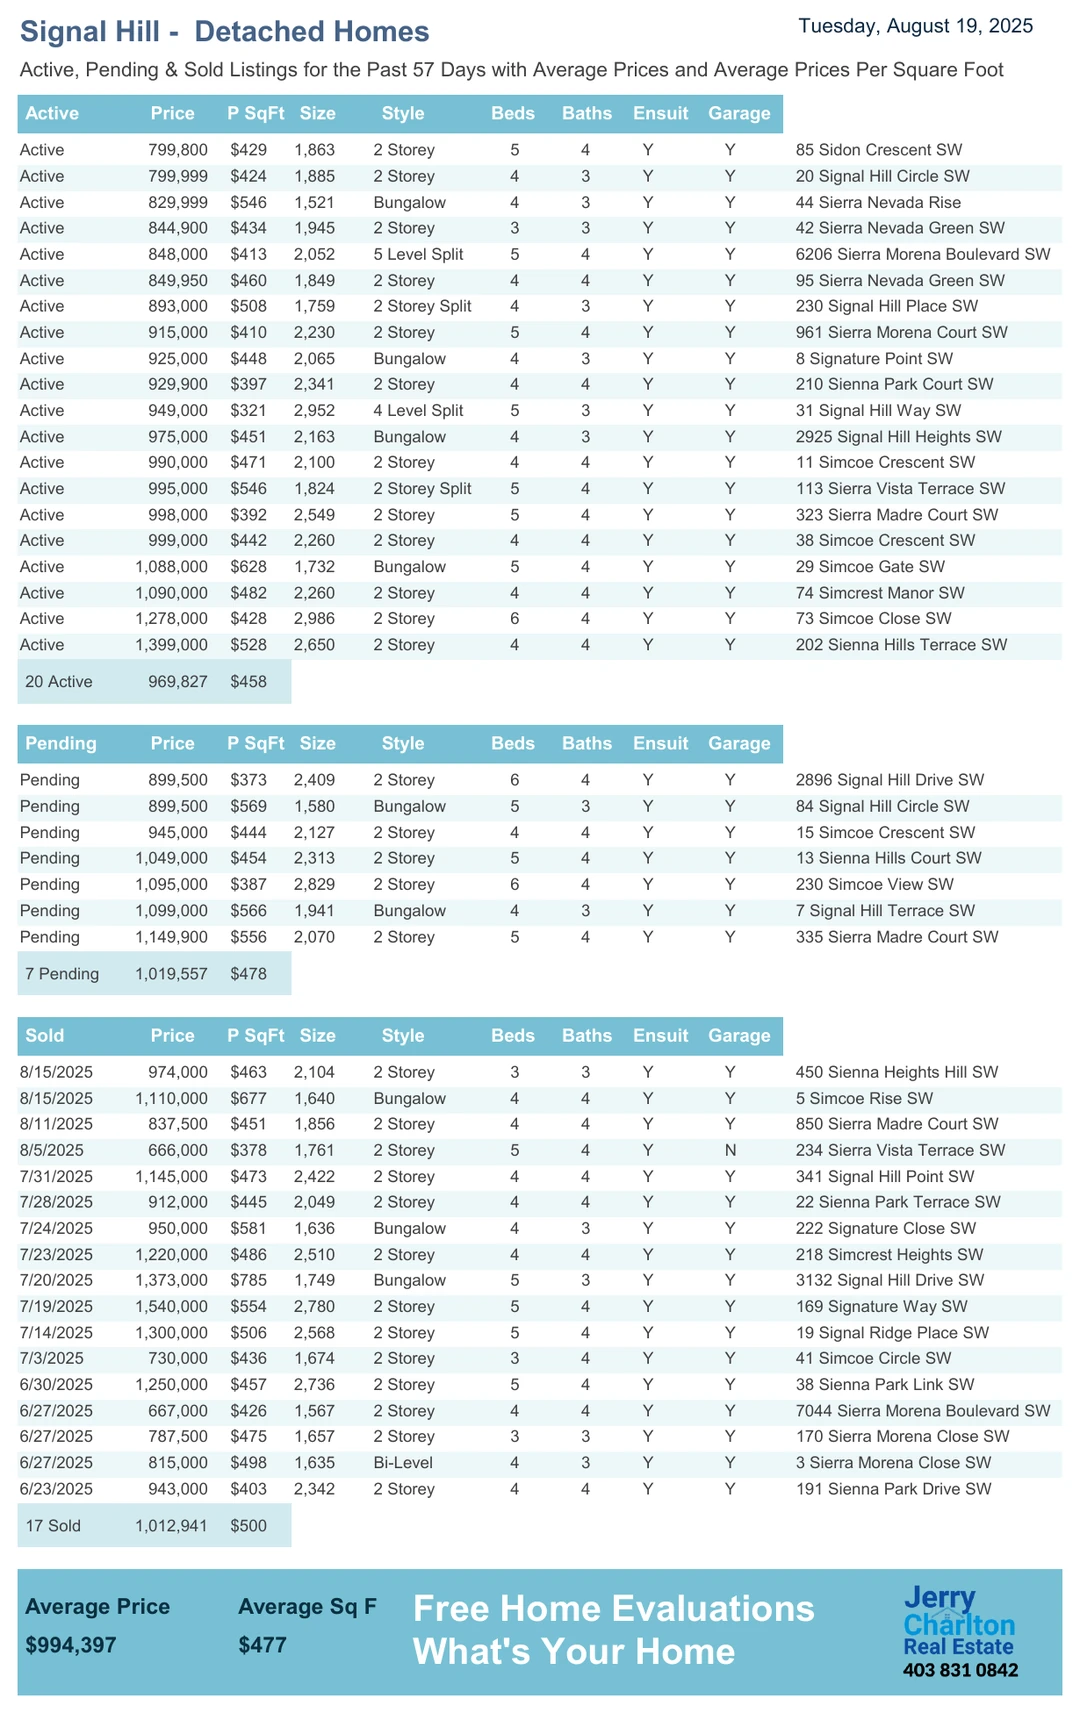 Signal Hill - Detached Homes
Tuesday, August 19, 2025
Active, Pending & Sold Listings for the Past 57 Days with Average Prices and Average Prices Per Square Foot
Active Price P SqFt Size Style Beds Baths Ensuit Garage
Active 799,800 $429 1,863 2 Storey 5 4 Y Y 85 Sidon Crescent SW
Active 799,999 $424 1,885 2 Storey 4 3 Y Y 20 Signal Hill Circle SW
Active 829,999 $546 1,521 Bungalow 4 3 Y Y 44 Sierra Nevada Rise
Active 844,900 $434 1,945 2 Storey 3 3 Y Y 42 Sierra Nevada Green SW
Active 848,000 $413 2,052 5 Level Split 5 4 Y Y 6206 Sierra Morena Boulevard SW
Active 849,950 $460 1,849 2 Storey 4 4 Y Y 95 Sierra Nevada Green SW
Active 893,000 $508 1,759 2 Storey Split 4 3 Y Y 230 Signal Hill Place SW
Active 915,000 $410 2,230 2 Storey 5 4 Y Y 961 Sierra Morena Court SW
Active 925,000 $448 2,065 Bungalow 4 3 Y Y 8 Signature Point SW
Active 929,900 $397 2,341 2 Storey 4 4 Y Y 210 Sienna Park Court SW
Active 949,000 $321 2,952 4 Level Split 5 3 Y Y 31 Signal Hill Way SW
Active 975,000 $451 2,163 Bungalow 4 3 Y Y 2925 Signal Hill Heights SW
Active 990,000 $471 2,100 2 Storey 4 4 Y Y 11 Simcoe Crescent SW
Active 995,000 $546 1,824 2 Storey Split 5 4 Y Y 113 Sierra Vista Terrace SW
Active 998,000 $392 2,549 2 Storey 5 4 Y Y 323 Sierra Madre Court SW
Active 999,000 $442 2,260 2 Storey 4 4 Y Y 38 Simcoe Crescent SW
Active 1,088,000 $628 1,732 Bungalow 5 4 Y Y 29 Simcoe Gate SW
Active 1,090,000 $482 2,260 2 Storey 4 4 Y Y 74 Simcrest Manor SW
Active 1,278,000 $428 2,986 2 Storey 6 4 Y Y 73 Simcoe Close SW
Active 1,399,000 $528 2,650 2 Storey 4 4 Y Y 202 Sienna Hills Terrace SW
20 Active 969,827 $458
Pending Price P SqFt Size Style Beds Baths Ensuit Garage
Pending 899,500 $373 2,409 2 Storey 6 4 Y Y 2896 Signal Hill Drive SW
Pending 899,500 $569 1,580 Bungalow 5 3 Y Y 84 Signal Hill Circle SW
Pending 945,000 $444 2,127 2 Storey 4 4 Y Y 15 Simcoe Crescent SW
Pending 1,049,000 $454 2,313 2 Storey 5 4 Y Y 13 Sienna Hills Court SW
Pending 1,095,000 $387 2,829 2 Storey 6 4 Y Y 230 Simcoe View SW
Pending 1,099,000 $566 1,941 Bungalow 4 3 Y Y 7 Signal Hill Terrace SW
Pending 1,149,900 $556 2,070 2 Storey 5 4 Y Y 335 Sierra Madre Court SW
7 Pending 1,019,557 $478
Sold Price P SqFt Size Style Beds Baths Ensuit Garage
8/15/2025 974,000 $463 2,104 2 Storey 3 3 Y Y 450 Sienna Heights Hill SW
8/15/2025 1,110,000 $677 1,640 Bungalow 4 4 Y Y 5 Simcoe Rise SW
8/11/2025 837,500 $451 1,856 2 Storey 4 4 Y Y 850 Sierra Madre Court SW
8/5/2025 666,000 $378 1,761 2 Storey 5 4 Y N 234 Sierra Vista Terrace SW
7/31/2025 1,145,000 $473 2,422 2 Storey 4 4 Y Y 341 Signal Hill Point SW
7/28/2025 912,000 $445 2,049 2 Storey 4 4 Y Y 22 Sienna Park Terrace SW
7/24/2025 950,000 $581 1,636 Bungalow 4 3 Y Y 222 Signature Close SW
7/23/2025 1,220,000 $486 2,510 2 Storey 4 4 Y Y 218 Simcrest Heights SW
7/20/2025 1,373,000 $785 1,749 Bungalow 5 3 Y Y 3132 Signal Hill Drive SW
7/19/2025 1,540,000 $554 2,780 2 Storey 5 4 Y Y 169 Signature Way SW
7/14/2025 1,300,000 $506 2,568 2 Storey 5 4 Y Y 19 Signal Ridge Place SW
7/3/2025 730,000 $436 1,674 2 Storey 3 4 Y Y 41 Simcoe Circle SW
6/30/2025 1,250,000 $457 2,736 2 Storey 5 4 Y Y 38 Sienna Park Link SW
6/27/2025 667,000 $426 1,567 2 Storey 4 4 Y Y 7044 Sierra Morena Boulevard SW
6/27/2025 787,500 $475 1,657 2 Storey 3 3 Y Y 170 Sierra Morena Close SW
6/27/2025 815,000 $498 1,635 Bi-Level 4 3 Y Y 3 Sierra Morena Close SW
6/23/2025 943,000 $403 2,342 2 Storey 4 4 Y Y 191 Sienna Park Drive SW
17 Sold 1,012,941 $500
Average Price Average Sq F
$994,397 $477
Free Home Evaluations
What's Your Home
Jerry
Charlton
Real Estate
403 831 0842